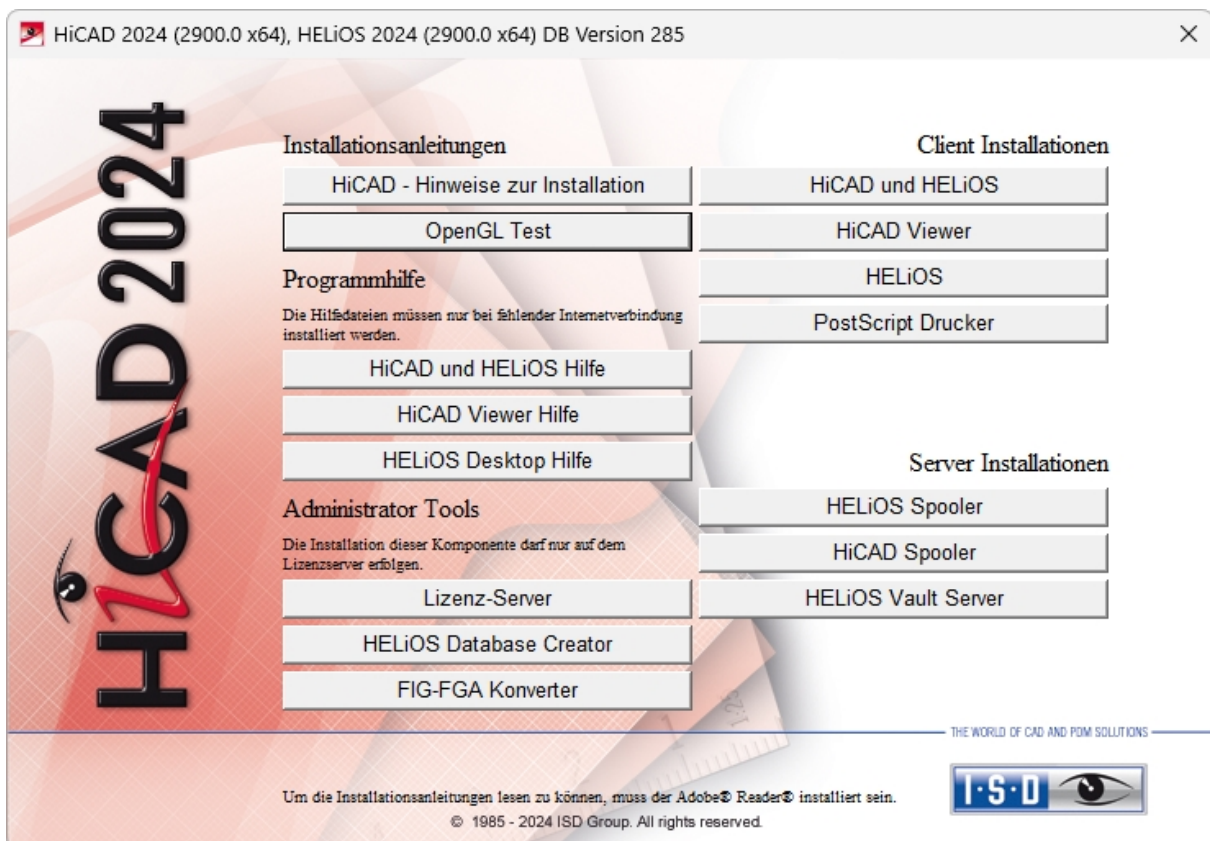 HiCAD 2024 (2900.0 x64), HELiOS 2024 (2900.0 x64) DB Version 285
HiCAD 2024
Installationsanleitungen
HiCAD - Hinweise zur Installation
OpenGL Test
Programmhilfe
Die Hilfedateien müssen nur bei fehlender Internetverbindung
installiert werden.
HiCAD und HELiOS Hilfe
HiCAD Viewer Hilfe
HELiOS Desktop Hilfe
Administrator Tools
Die Installation dieser Komponente darf nur auf dem
Lizenzserver erfolgen.
Lizenz-Server
HELiOS Database Creator
FIG-FGA Konverter
Client Installationen
HiCAD und HELiOS
HiCAD Viewer
HELiOS
PostScript Drucker
Server Installationen
HELiOS Spooler
HiCAD Spooler
HELiOS Vault Server
THE WORLD OF CAD AND PDM SOLUTIONS
I·S·D
Um die Installationsanleitungen lesen zu können, muss der Adobe® Reader® installiert sein.
© 1985 - 2024 ISD Group. All rights reserved.